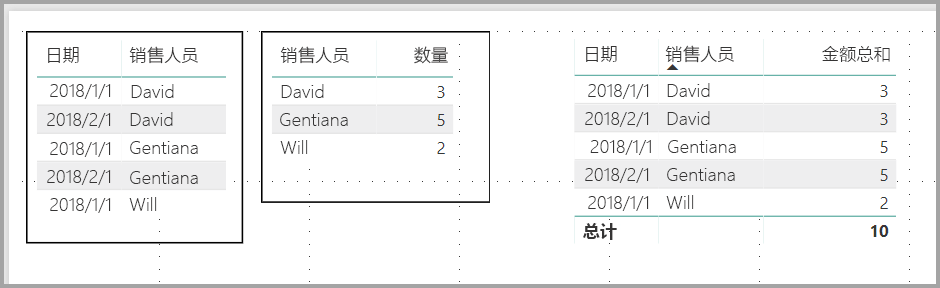 日期 销售人员
2018/1/1 David
2018/2/1 David
2018/1/1 Gentiana
2018/2/1 Gentiana
2018/1/1 Will
销售人员 数量
David 3
Gentiana 5
Will 2
日期 销售人员 金额总和
2018/1/1 David 3
2018/2/1 David 3
2018/1/1 Gentiana 5
2018/2/1 Gentiana 5
2018/1/1 Will 2
总计 10